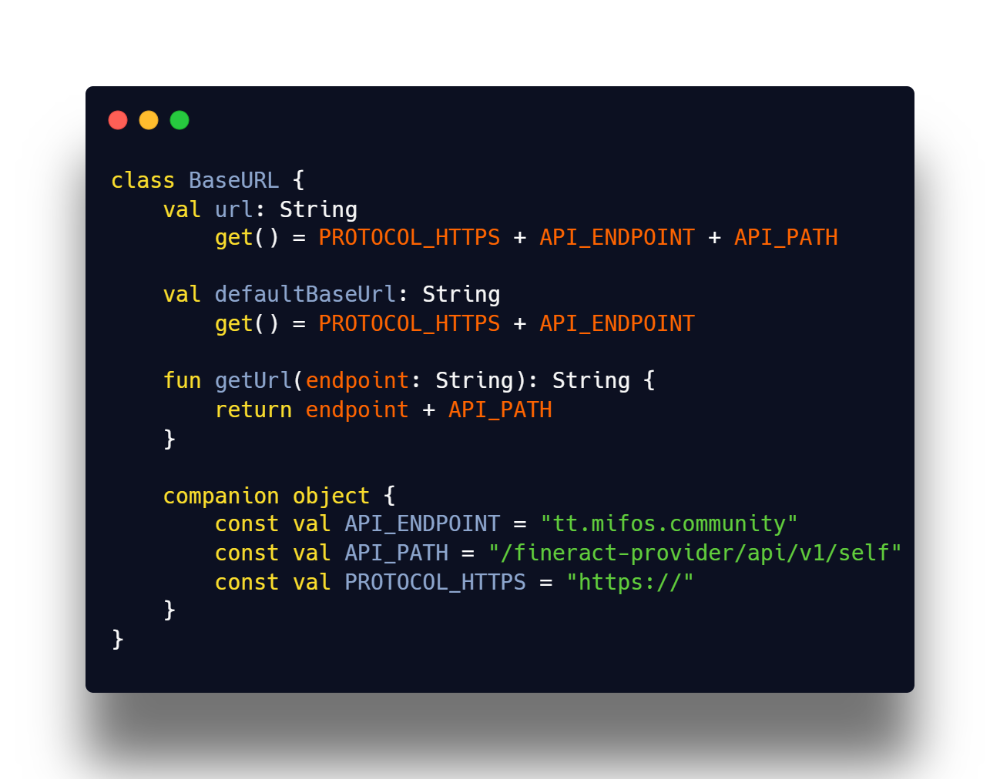 class BaseURL {
    val url: String
        get() = PROTOCOL_HTTPS + API_ENDPOINT + API_PATH

    val defaultBaseUrl: String
        get() = PROTOCOL_HTTPS + API_ENDPOINT

    fun getUrl(endpoint: String): String {
        return endpoint + API_PATH
    }

    companion object {
        const val API_ENDPOINT = "tt.mifos.community"
        const val API_PATH = "/fineract-provider/api/v1/self"
        const val PROTOCOL_HTTPS = "https://"
    }
}